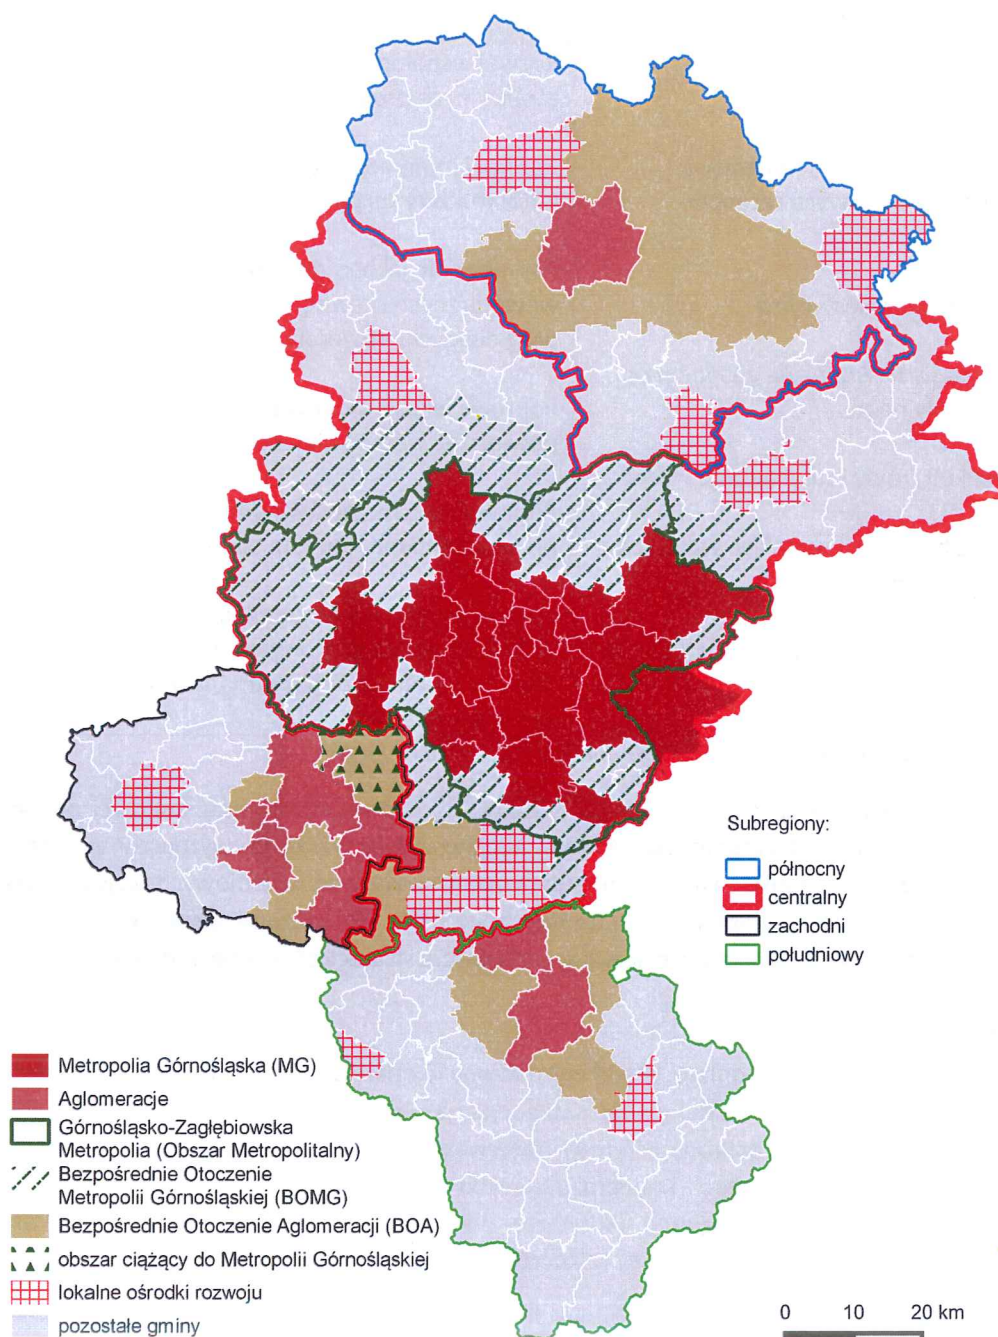 Subregiony:
północny
centralny
zachodni
południowy
Metropolia Górnośląska (MG)
Aglomeracje
Górnośląsko-Zagłębiowska
Metropolia (Obszar Metropolitalny)
Bezpośrednie Otoczenie
Metropolii Górnośląskiej (BOMG)
Bezpośrednie Otoczenie Aglomeracji (BOA)
obszar ciążący do Metropolii Górnośląskiej
lokalne ośrodki rozwoju
pozostałe gminy
0 10 20 km